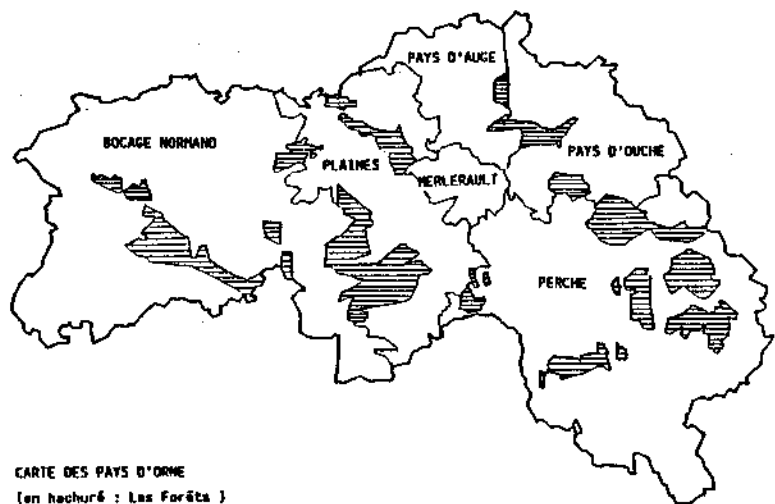 PAYS D'AUGE
BOCAGE NORMAND
PLAINES
PAYS D'OUCHE
MERLERAULT
PERCHE
CARTE DES PAYS D'ORNE
(en hachuré : Les Forêts )